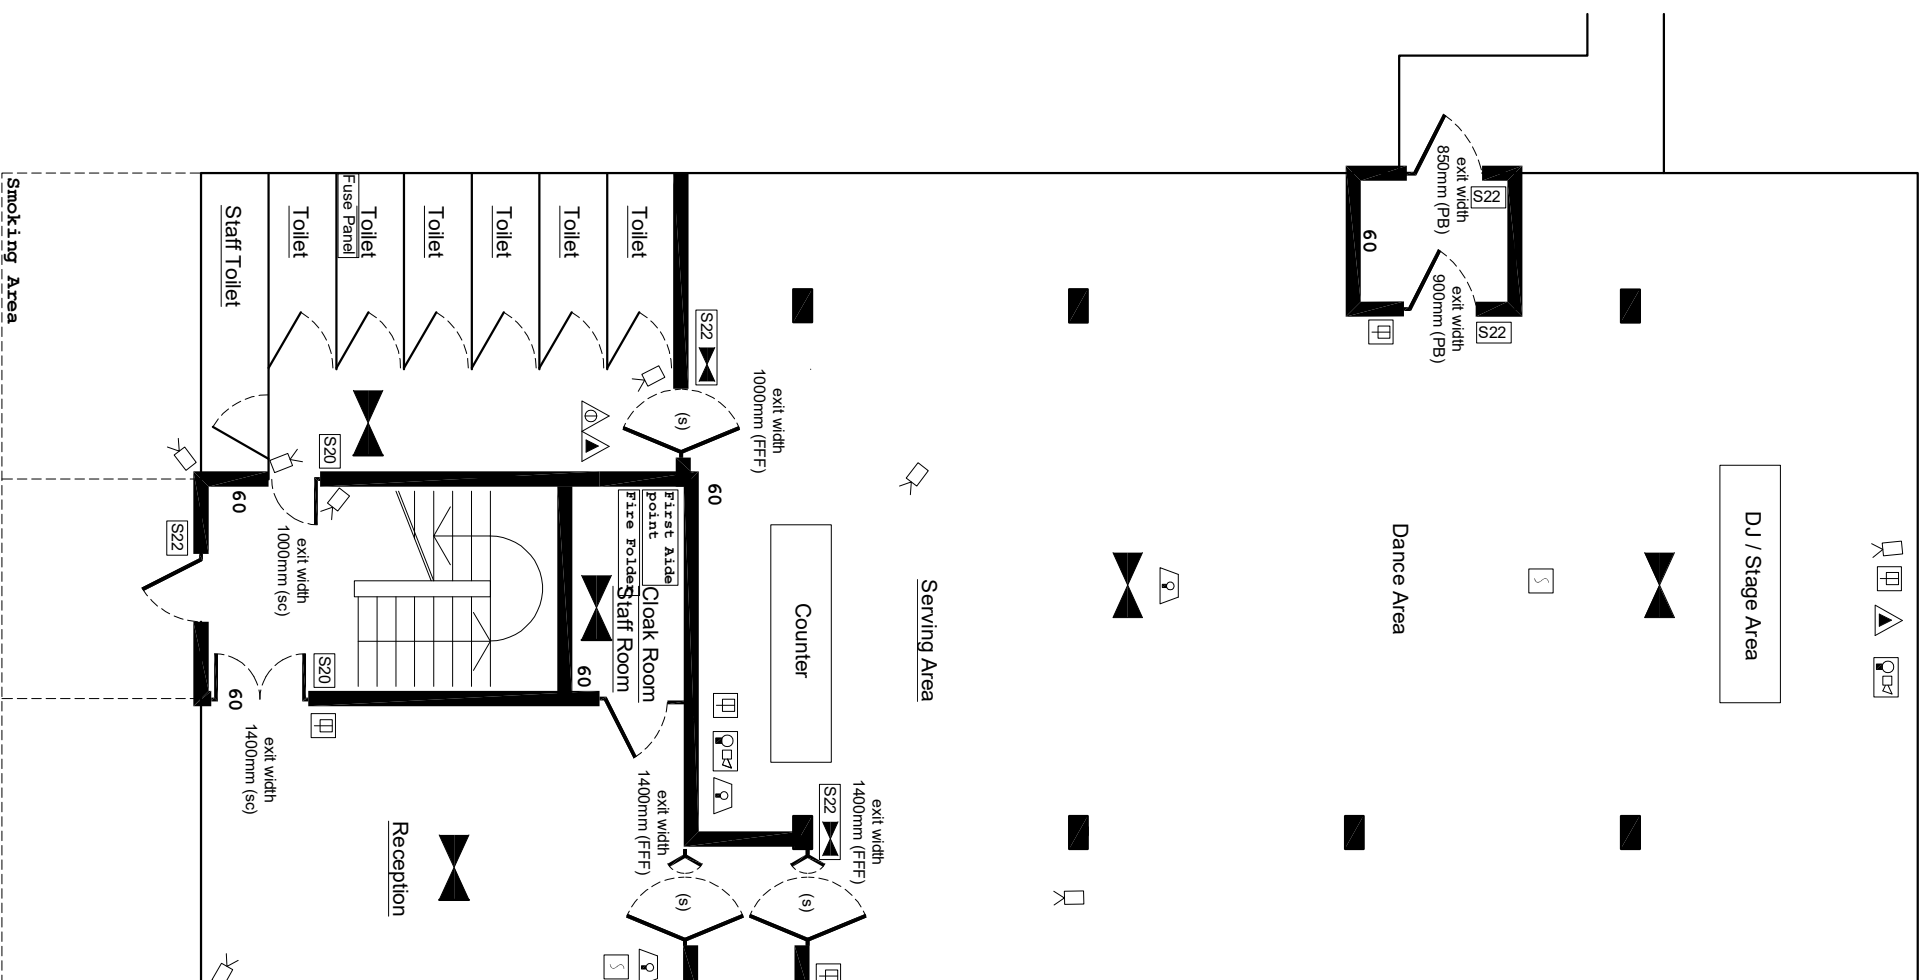 Smoking Area
Staff Toilet
Toilet
Fuse Panel
Toilet
Toilet
Toilet
Toilet
Toilet
S22
exit width
1000mm (FFF)
(s)
S20
60
S22
exit width
1000mm (sc)
S20
60
exit width
1400mm (sc)
First Aide
point
Fire Folder
Cloak Room
Staff Room
60
60
Counter
Serving Area
exit width
1400mm (FFF)
S22
exit width
1400mm (FFF)
(s)
(s)
Reception
exit width
850mm (PB)
S22
60
exit width
900mm (PB)
S22
Dance Area
DJ / Stage Area
S
S